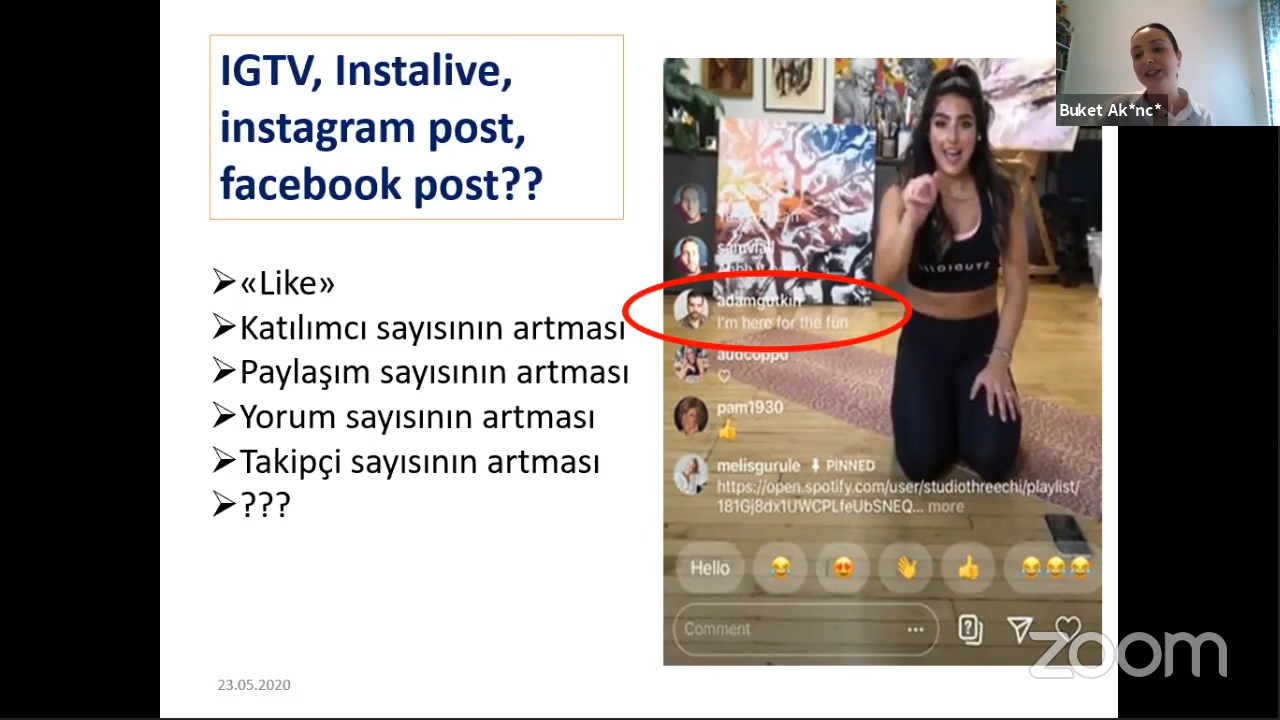 IGTV, Instalive,
instagram post,
facebook post??
⮚«Like»
⮚Katılımcı sayısının artması
⮚Paylaşım sayısının artması
⮚Yorum sayısının artması
⮚Takipçi sayısının artması
⮚???
23.05.2020
Buket Ak*nc*
adamgutkin
I'm here for the fun
audcoppu
♡
pam1930
👍
melisgurule PINNED
https://open.spotify.com/user/studiothreechi/playlist/
181Gj8dx1UWCPLfeUbSNEQ... more
Hello 😂 😍 👋 👍 😂😂😂
Comment ...
zoom